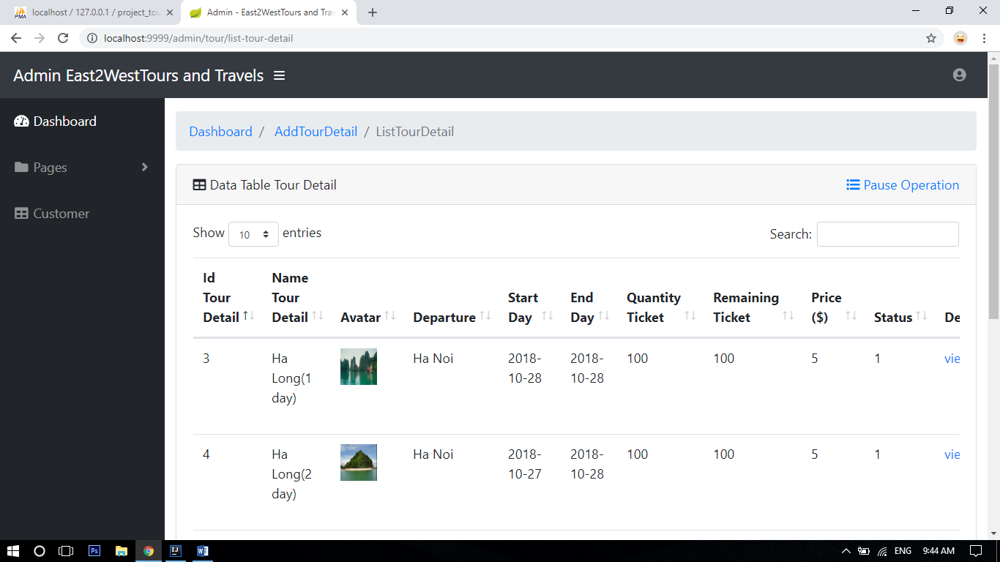 localhost / 127.0.0.1 / project_tou
Admin - East2WestTours and Trav
localhost:9999/admin/tour/list-tour-detail
Admin East2WestTours and Travels
Dashboard
Pages
Customer
Dashboard / AddTourDetail / ListTourDetail
Data Table Tour Detail
Pause Operation
Show 10 entries
Search:
Id Tour Detail
Name Tour Detail
Avatar
Departure
Start Day
End Day
Quantity Ticket
Remaining Ticket
Price ($)
Status
De
3
Ha Long(1 day)
Ha Noi
2018-10-28
2018-10-28
100
100
5
1
vie
4
Ha Long(2 day)
Ha Noi
2018-10-27
2018-10-28
100
100
5
1
vie
ENG
9:44 AM